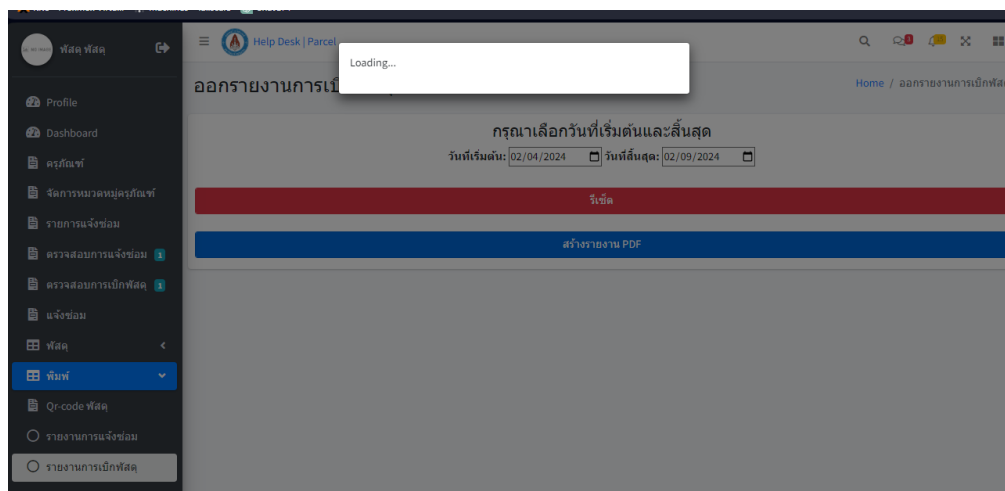 พัสดุ พัสดุ
Profile
Dashboard
ครุภัณฑ์
จัดการหมวดหมู่ครุภัณฑ์
รายการแจ้งซ่อม
ตรวจสอบการแจ้งซ่อม 1
ตรวจสอบการเบิกพัสดุ 1
แจ้งซ่อม
พัสดุ
พิมพ์
Qr-code พัสดุ
รายงานการแจ้งซ่อม
รายงานการเบิกพัสดุ
Help Desk | Parcel
Loading...
ออกรายงานการเบิ
Home / ออกรายงานการเบิกพัสดุ
กรุณาเลือกวันที่เริ่มต้นและสิ้นสุด
วันที่เริ่มต้น: 02/04/2024 วันที่สิ้นสุด: 02/09/2024
รีเซ็ต
สร้างรายงาน PDF